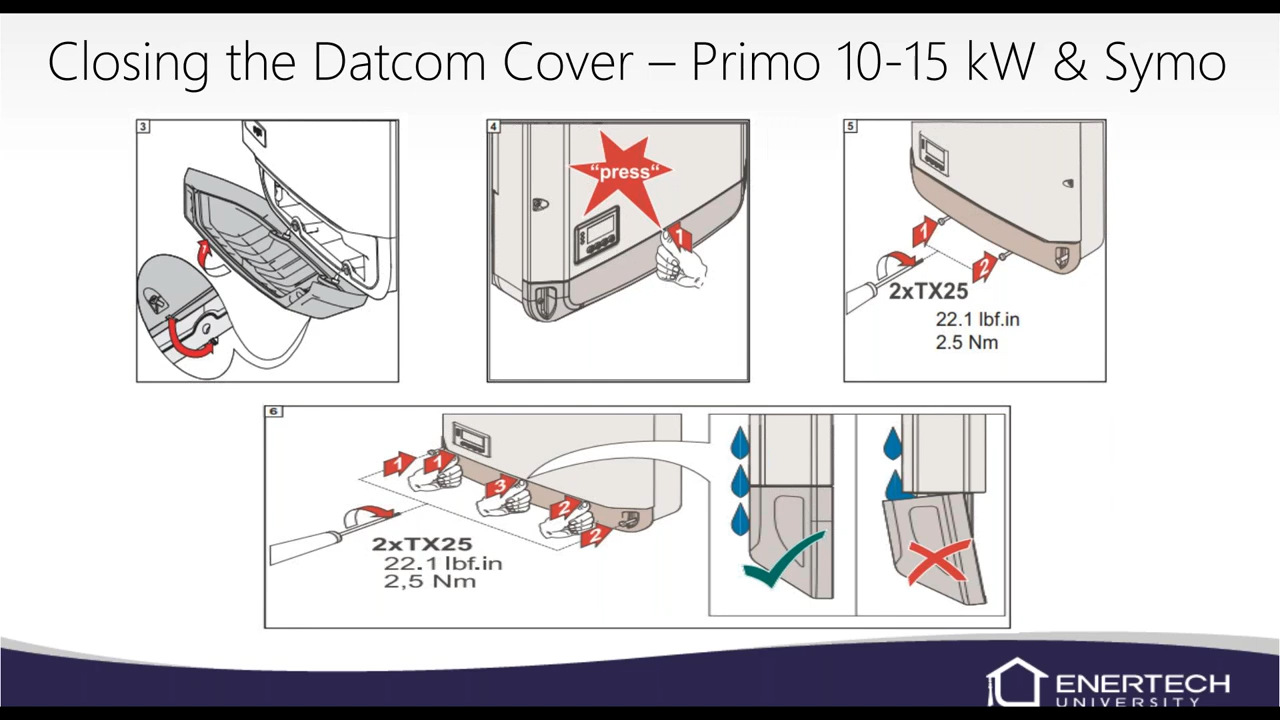 Closing the Datcom Cover – Primo 10-15 kW & Symo
3
4
5
"press"
1
1
1
2
2xTX25
22.1 lbf.in
2.5 Nm
6
1
1
3
2
2
2xTX25
22.1 lbf.in
2,5 Nm
ENERTECH
UNIVERSITY